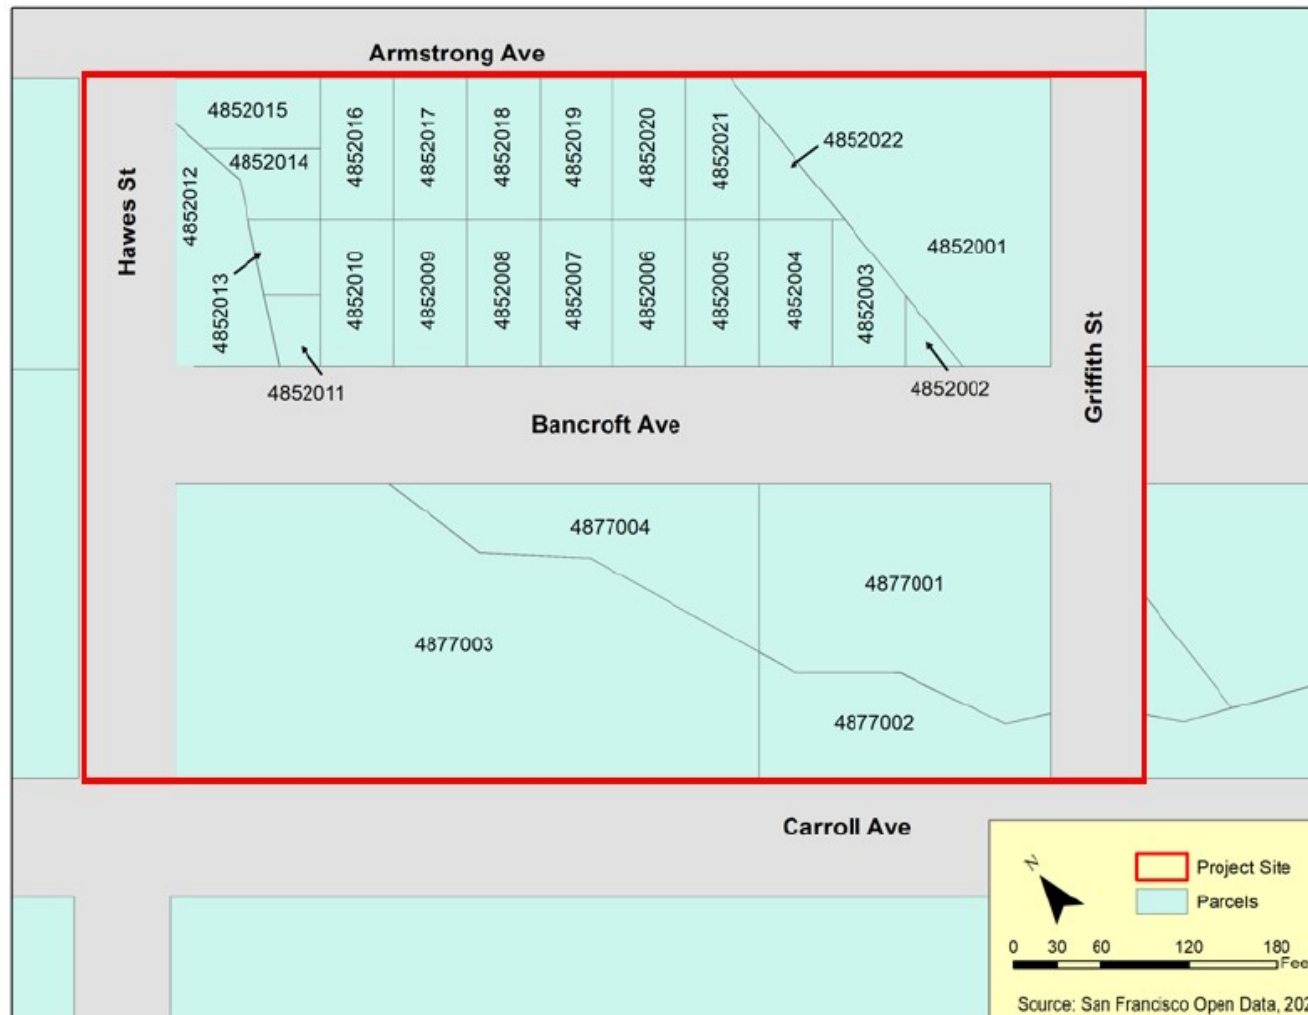 Armstrong Ave
4852015
4852016
4852017
4852018
4852019
4852020
4852021
4852022
4852014
4852012
Hawes St
4852001
4852013
4852010
4852009
4852008
4852007
4852006
4852005
4852004
4852003
4852011
4852002
Griffith St
Bancroft Ave
4877004
4877001
4877003
4877002
Carroll Ave
N
Project Site
Parcels
0 30 60 120 180
Fee
Source: San Francisco Open Data, 202